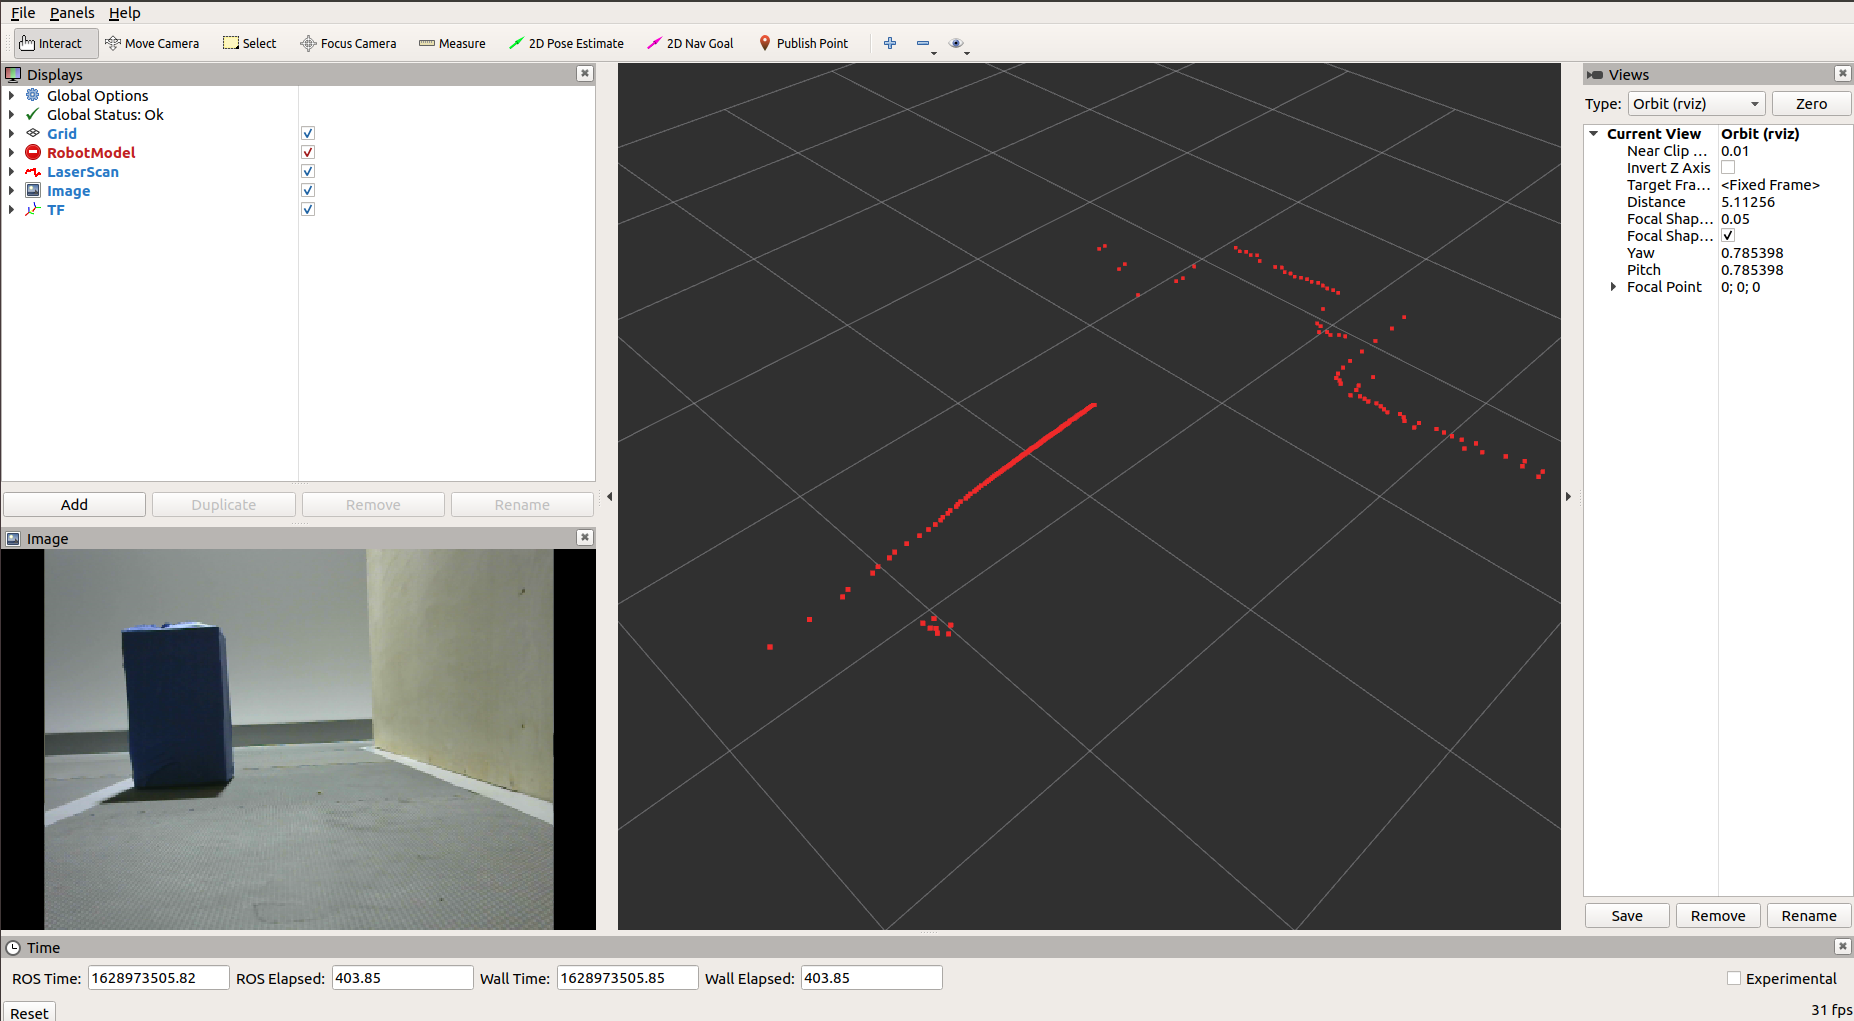 File Panels Help
Interact Move Camera Select Focus Camera Measure 2D Pose Estimate 2D Nav Goal Publish Point
Displays
Global Options
Global Status: Ok
Grid
RobotModel
LaserScan
Image
TF
Add Duplicate Remove Rename
Image
Views
Type: Orbit (rviz) Zero
Current View Orbit (rviz)
Near Clip ... 0.01
Invert Z Axis
Target Fra... <Fixed Frame>
Distance 5.11256
Focal Shap... 0.05
Focal Shap...
Yaw 0.785398
Pitch 0.785398
Focal Point 0; 0; 0
Save Remove Rename
Time
ROS Time: 1628973505.82 ROS Elapsed: 403.85 Wall Time: 1628973505.85 Wall Elapsed: 403.85 Experimental
Reset 31 fps